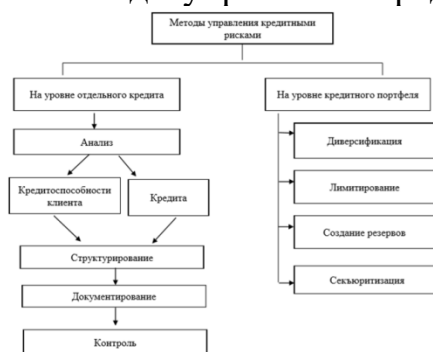 Методы управления кредитными
рисками
На уровне отдельного кредита
На уровне кредитного портфеля
Анализ
Диверсификация
Кредитоспособности
клиента
Кредита
Лимитирование
Создание резервов
Структурирование
Секьюритизация
Документирование
Контроль